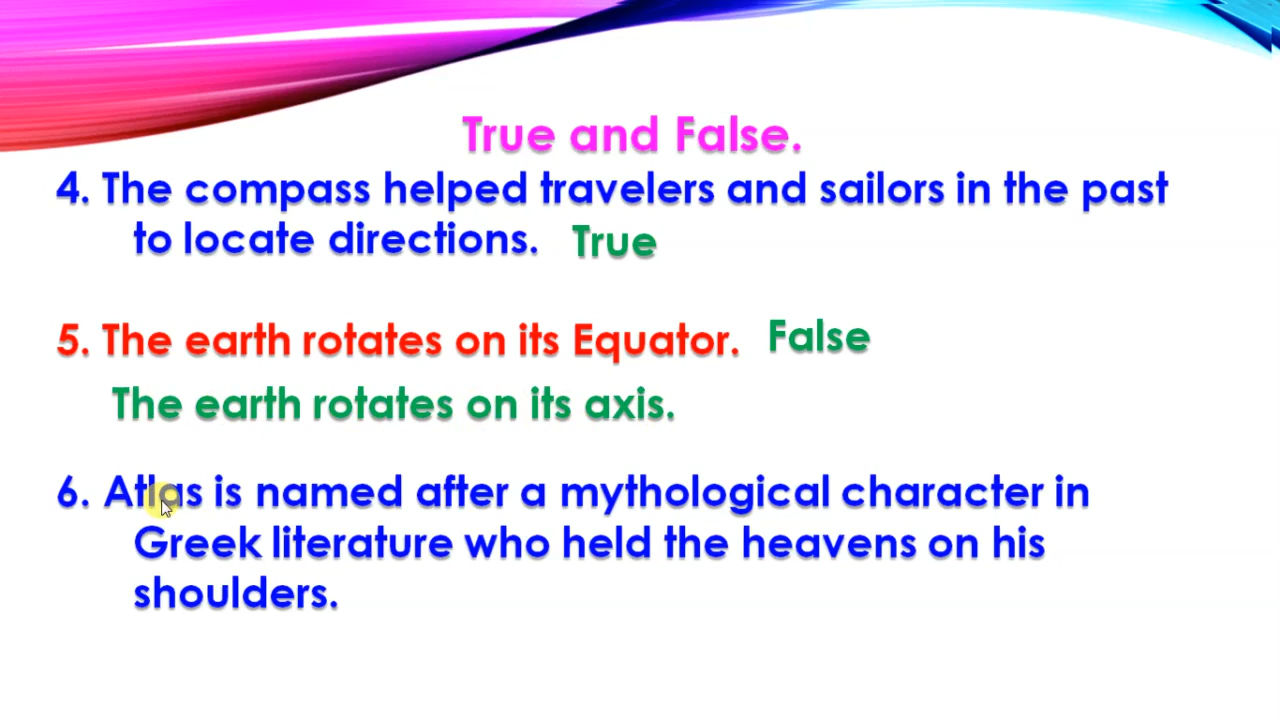 True and False.
4. The compass helped travelers and sailors in the past
to locate directions. True
5. The earth rotates on its Equator. False
The earth rotates on its axis.
6. Atlas is named after a mythological character in
Greek literature who held the heavens on his
shoulders.